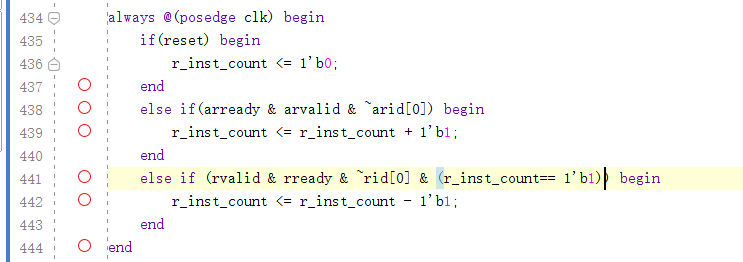 434 always @(posedge clk) begin
435 if(reset) begin
436 r_inst_count <= 1'b0;
437 end
438 else if(arready & arvalid & ~arid[0]) begin
439 r_inst_count <= r_inst_count + 1'b1;
440 end
441 else if (rvalid & rready & ~rid[0] & (r_inst_count== 1'b1)) begin
442 r_inst_count <= r_inst_count - 1'b1;
443 end
444 end